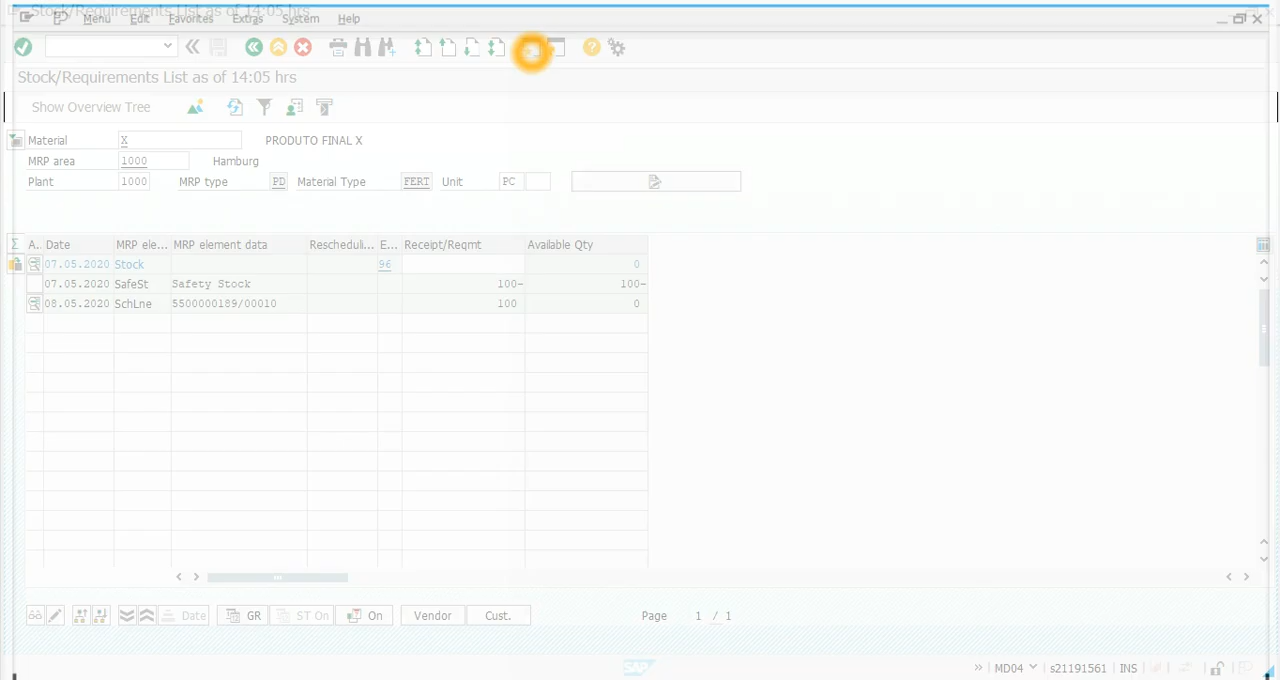 Stock/Requirements List as of 14:05 hrs
Menu Edit Favorites Extras System Help
Stock/Requirements List as of 14:05 hrs
Show Overview Tree
Material X PRODUTO FINAL X
MRP area 1000 Hamburg
Plant 1000 MRP type PD Material Type FERT Unit PC
Σ A.. Date MRP ele... MRP element data Rescheduli... E... Receipt/Reqmt Available Qty
07.05.2020 Stock 96 0
07.05.2020 SafeSt Safety Stock 100- 100-
08.05.2020 SchLne 5500000189/00010 100 0
Date GR ST On On Vendor Cust. Page 1 / 1
SAP MD04 s21191561 INS